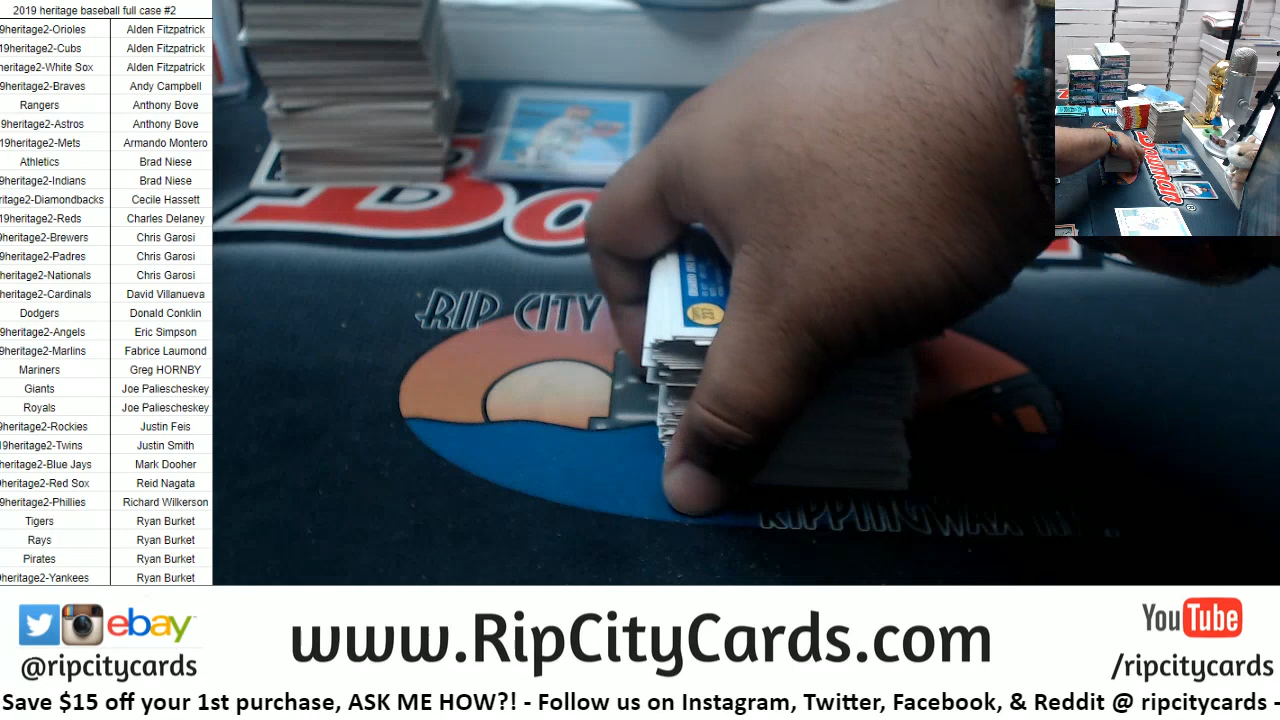 2019 heritage baseball full case #2
9heritage2-Orioles Alden Fitzpatrick
19heritage2-Cubs Alden Fitzpatrick
heritage2-White Sox Alden Fitzpatrick
9heritage2-Braves Andy Campbell
Rangers Anthony Bove
9heritage2-Astros Anthony Bove
19heritage2-Mets Armando Montero
Athletics Brad Niese
9heritage2-Indians Brad Niese
ritage2-Diamondbacks Cecile Hassett
19heritage2-Reds Charles Delaney
heritage2-Brewers Chris Garosi
9heritage2-Padres Chris Garosi
heritage2-Nationals Chris Garosi
heritage2-Cardinals David Villanueva
Dodgers Donald Conklin
9heritage2-Angels Eric Simpson
9heritage2-Marlins Fabrice Laumond
Mariners Greg HORNBY
Giants Joe Paliescheskey
Royals Joe Paliescheskey
9heritage2-Rockies Justin Feis
19heritage2-Twins Justin Smith
heritage2-Blue Jays Mark Dooher
9heritage2-Red Sox Reid Nagata
9heritage2-Phillies Richard Wilkerson
Tigers Ryan Burket
Rays Ryan Burket
Pirates Ryan Burket
heritage2-Yankees Ryan Burket
RIP CITY
ebay
@ripcitycards
www.RipCityCards.com
YouTube
/ripcitycards
Save $15 off your 1st purchase, ASK ME HOW?! - Follow us on Instagram, Twitter, Facebook, & Reddit @ ripcitycards -